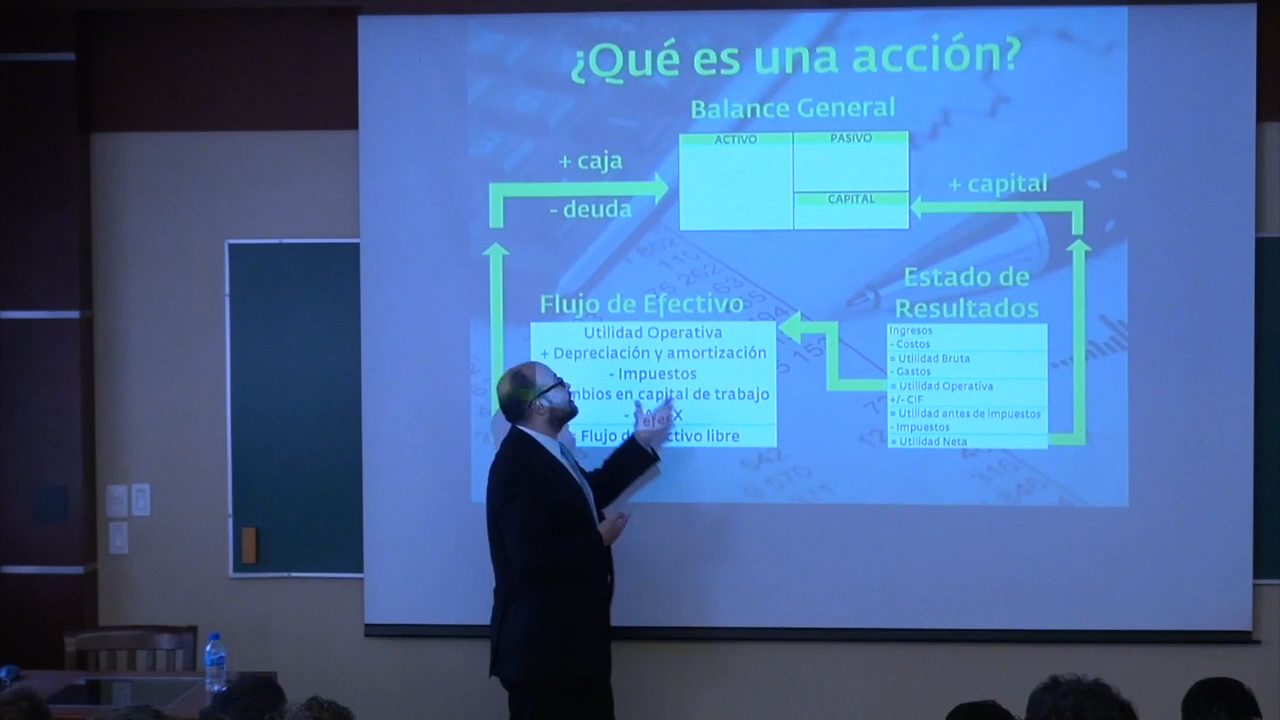 ¿Qué es una acción?
Balance General
ACTIVO
PASIVO
CAPITAL
+ caja
- deuda
+ capital
Flujo de Efectivo
Utilidad Operativa
+ Depreciación y amortización
- Impuestos
en capital de trabajo
-
Flujo libre
Estado de
Resultados
Ingresos
- Costos
= Utilidad Bruta
- Gastos
= Utilidad Operativa
+/- CIF
= Utilidad antes de impuestos
- Impuestos
= Utilidad Neta